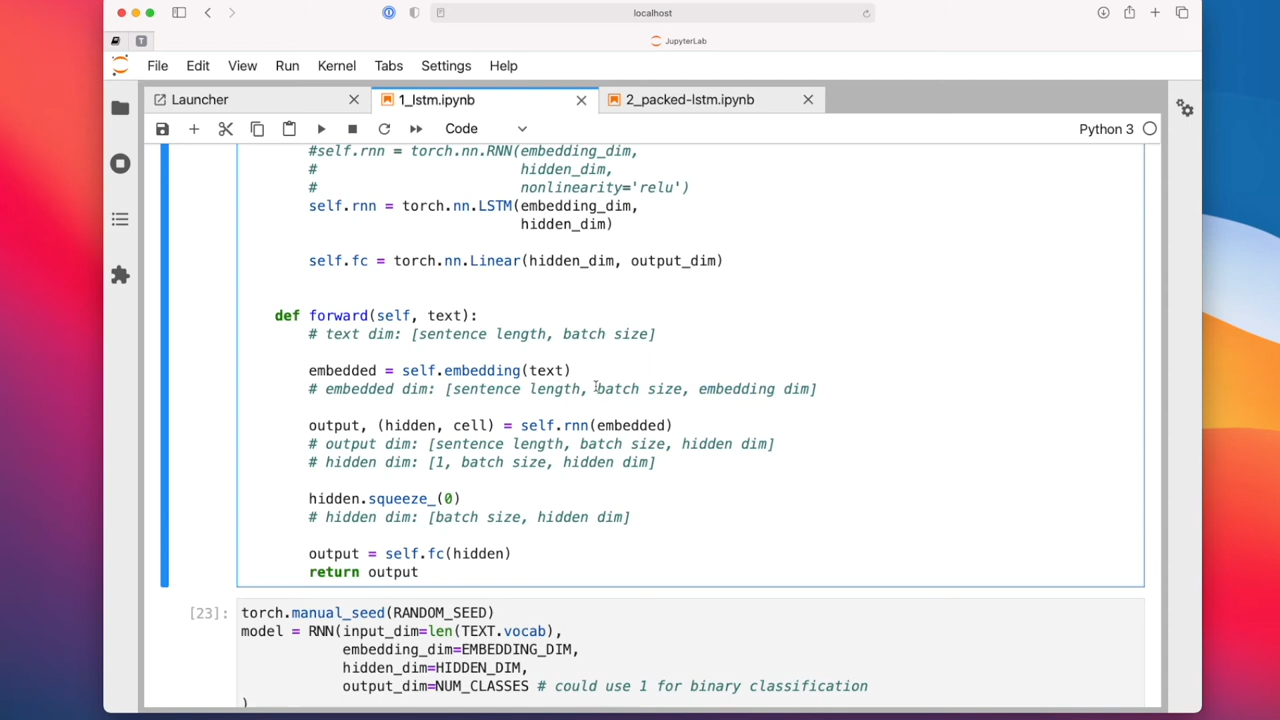 localhost
T
JupyterLab
File Edit View Run Kernel Tabs Settings Help
Launcher 1_lstm.ipynb 2_packed-lstm.ipynb
Code Python 3
#self.rnn = torch.nn.RNN(embedding_dim,
# hidden_dim,
# nonlinearity='relu')
self.rnn = torch.nn.LSTM(embedding_dim,
hidden_dim)
self.fc = torch.nn.Linear(hidden_dim, output_dim)
def forward(self, text):
# text dim: [sentence length, batch size]
embedded = self.embedding(text)
# embedded dim: [sentence length, batch size, embedding dim]
output, (hidden, cell) = self.rnn(embedded)
# output dim: [sentence length, batch size, hidden dim]
# hidden dim: [1, batch size, hidden dim]
hidden.squeeze_(0)
# hidden dim: [batch size, hidden dim]
output = self.fc(hidden)
return output
[23]: torch.manual_seed(RANDOM_SEED)
model = RNN(input_dim=len(TEXT.vocab),
embedding_dim=EMBEDDING_DIM,
hidden_dim=HIDDEN_DIM,
output_dim=NUM_CLASSES # could use 1 for binary classification
)